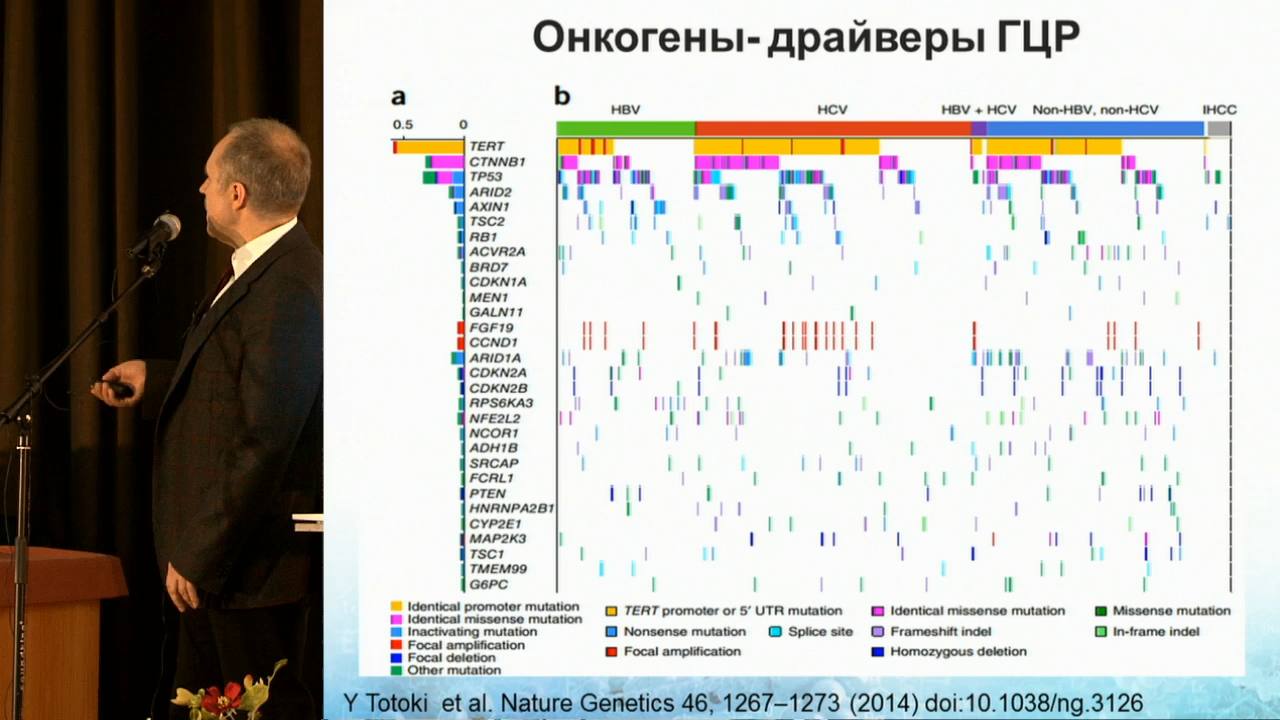 Онкогены- драйверы ГЦР
a
b
HBV
HCV
HBV + HCV
Non-HBV, non-HCV
IHCC
0.5
0
TERT
CTNNB1
TP53
ARID2
AXIN1
TSC2
RB1
ACVR2A
BRD7
CDKN1A
MEN1
GALN11
FGF19
CCND1
ARID1A
CDKN2A
CDKN2B
RPS6KA3
NFE2L2
NCOR1
ADH1B
SRCAP
FCRL1
PTEN
HNRNPA2B1
CYP2E1
MAP2K3
TSC1
TMEM99
G6PC
Identical promoter mutation
Identical missense mutation
Inactivating mutation
Focal amplification
Focal deletion
Other mutation
TERT promoter or 5′ UTR mutation
Identical missense mutation
Missense mutation
Nonsense mutation
Splice site
Frameshift indel
In-frame indel
Focal amplification
Homozygous deletion
Y Totoki et al. Nature Genetics 46, 1267–1273 (2014) doi:10.1038/ng.3126